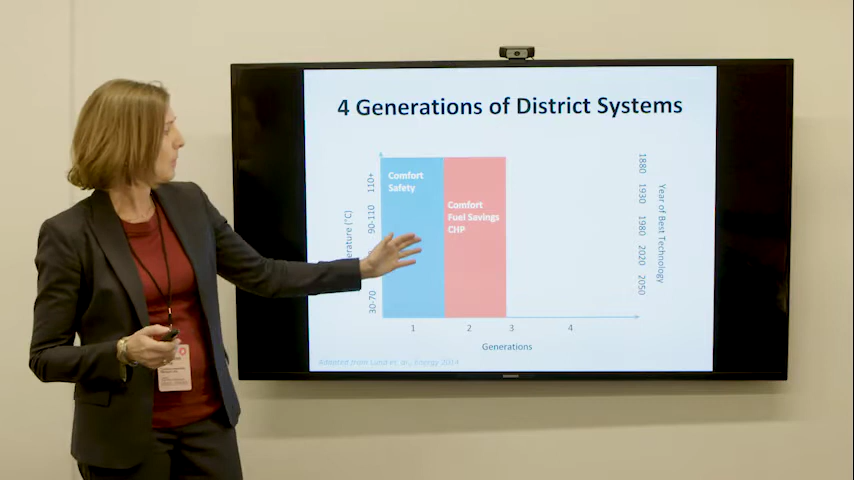 4 Generations of District Systems
Comfort
Safety
Comfort
Fuel Savings
CHP
110+
90-110
30-70
1880
1930
1980
2020
2050
Year of Best Technology
1
2
3
4
Generations
Adapted from Lund et. al., Energy 2014